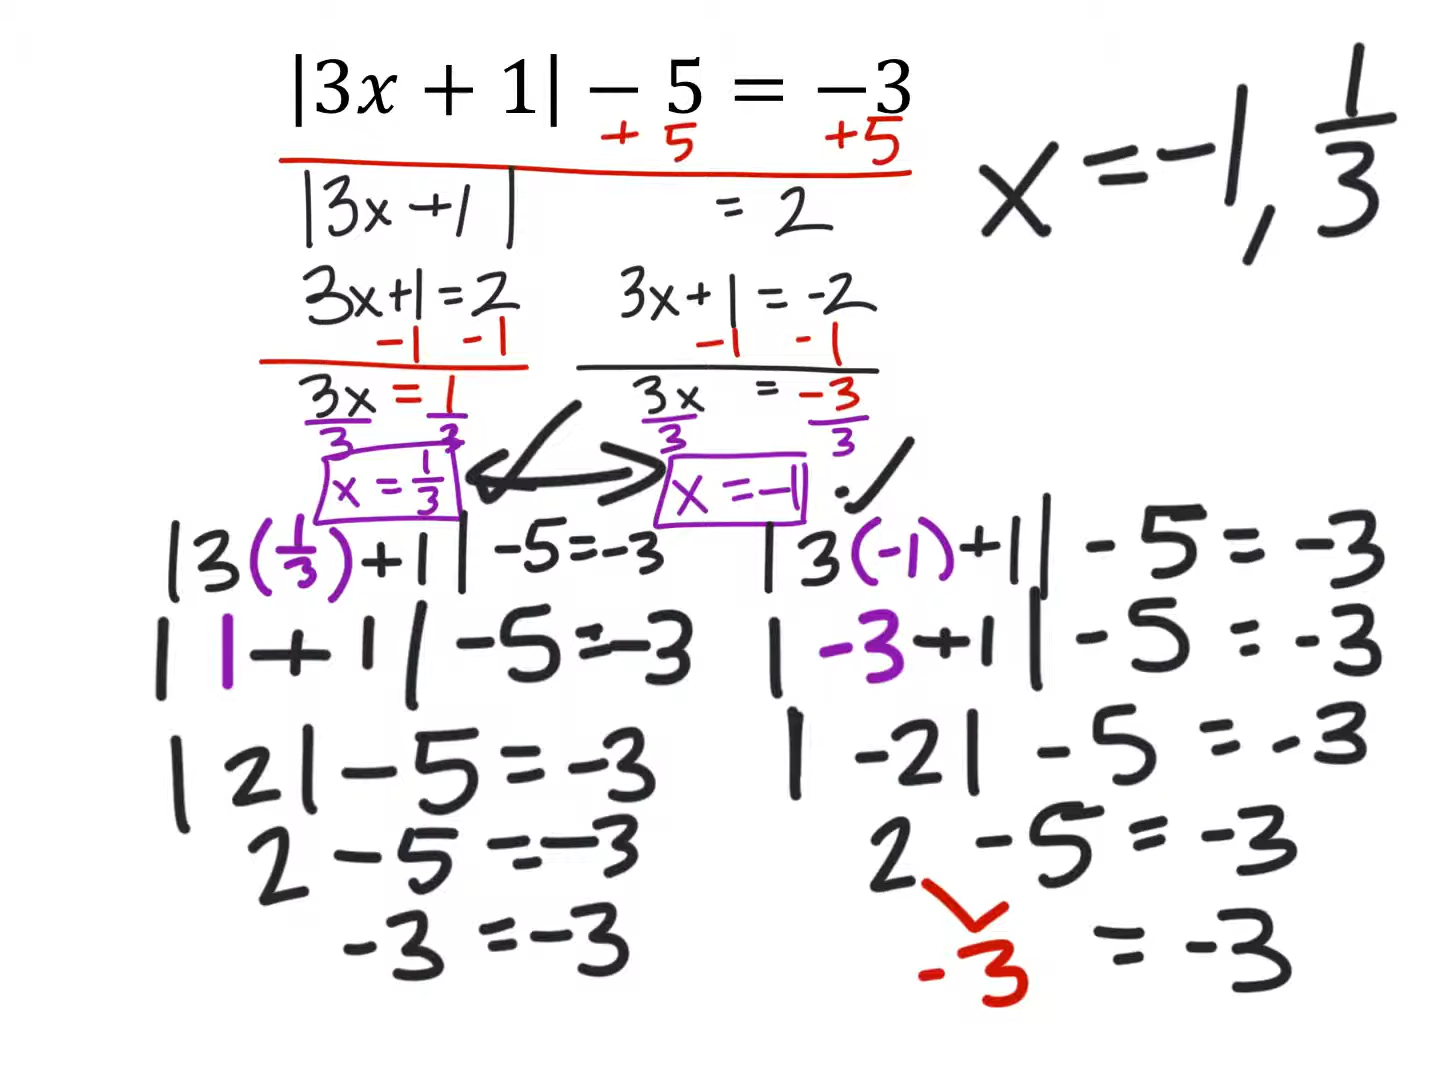 |3x + 1| − 5 = −3
+ 5 +5
x = -1, 1/3
|3x+1| = 2
3x+1=2
-1 -1
3x = 1
3 3
x = 1/3
3x+1 = -2
-1 -1
3x = -3
3 3
x = -1
|3(1/3)+1| -5=-3
|1+1| -5=-3
|2|-5=-3
2-5=-3
-3=-3
|3(-1)+1| - 5 = -3
|-3+1| - 5 = -3
|-2| - 5 = -3
2 - 5 = -3
-3 = -3